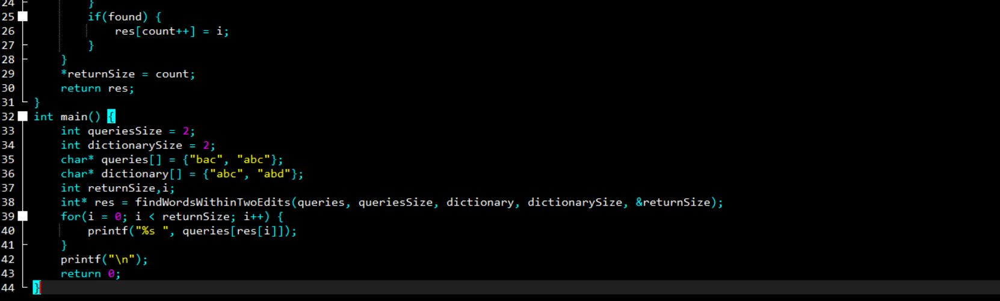 24 }
25 if(found) {
26 res[count++] = i;
27 }
28 }
29 *returnSize = count;
30 return res;
31 }
32 int main() {
33 int queriesSize = 2;
34 int dictionarySize = 2;
35 char* queries[] = {"bac", "abc"};
36 char* dictionary[] = {"abc", "abd"};
37 int returnSize,i;
38 int* res = findWordsWithinTwoEdits(queries, queriesSize, dictionary, dictionarySize, &returnSize);
39 for(i = 0; i < returnSize; i++) {
40 printf("%s ", queries[res[i]]);
41 }
42 printf("\n");
43 return 0;
44 }